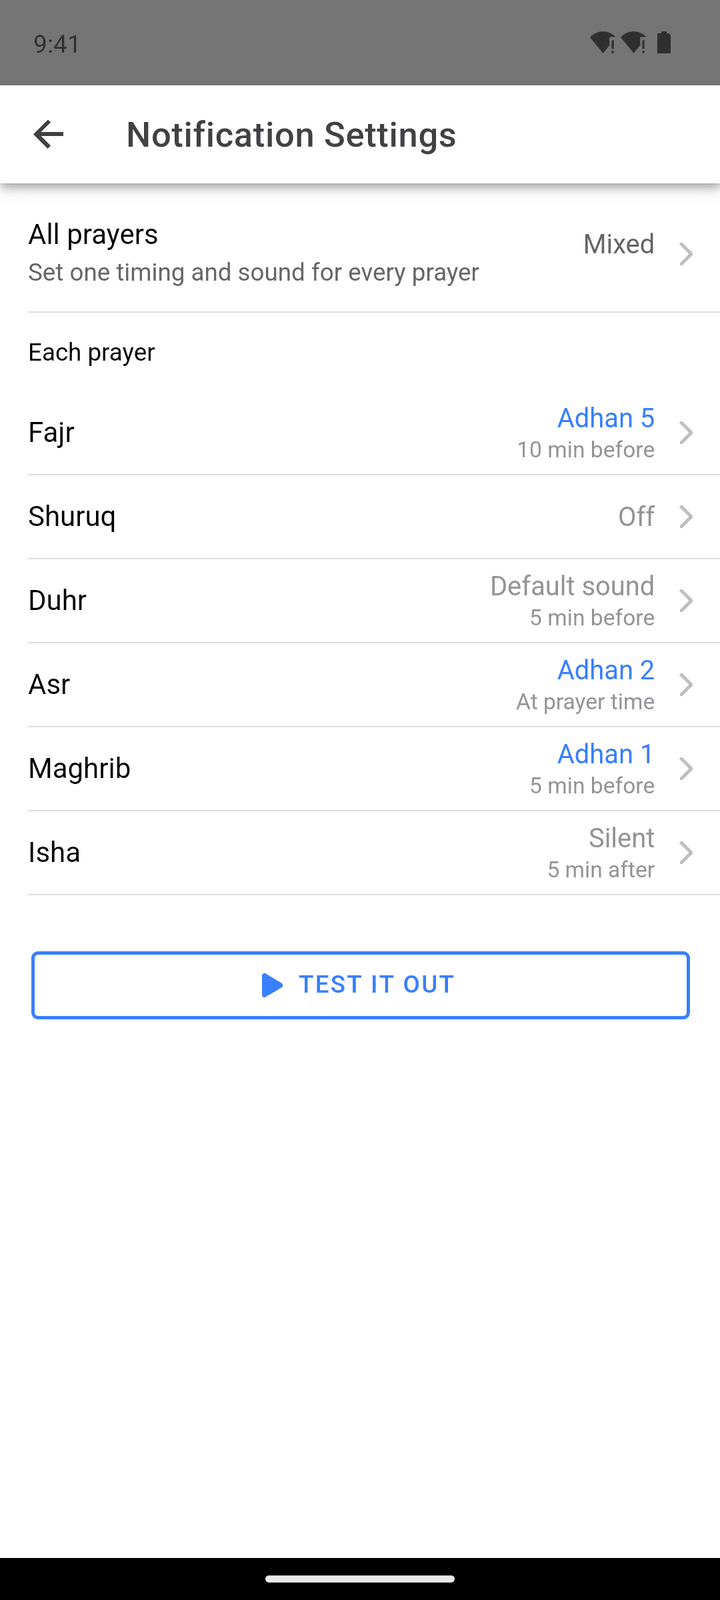 9:41
Notification Settings
All prayers
Mixed
Set one timing and sound for every prayer
Each prayer
Fajr
Adhan 5
10 min before
Shuruq
Off
Duhr
Default sound
5 min before
Asr
Adhan 2
At prayer time
Maghrib
Adhan 1
5 min before
Isha
Silent
5 min after
TEST IT OUT